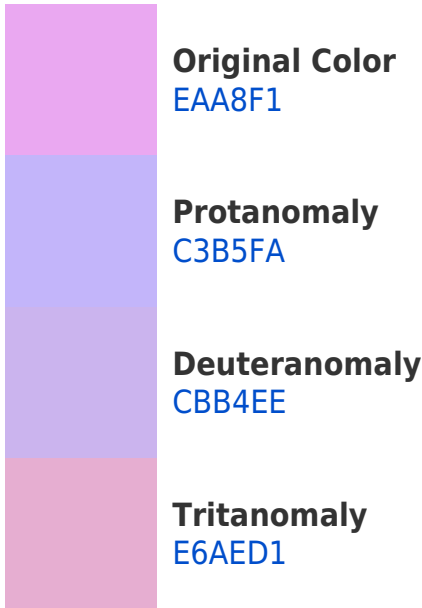 Original Color
EAA8F1
Protanomaly
C3B5FA
Deuteranomaly
CBB4EE
Tritanomaly
E6AED1